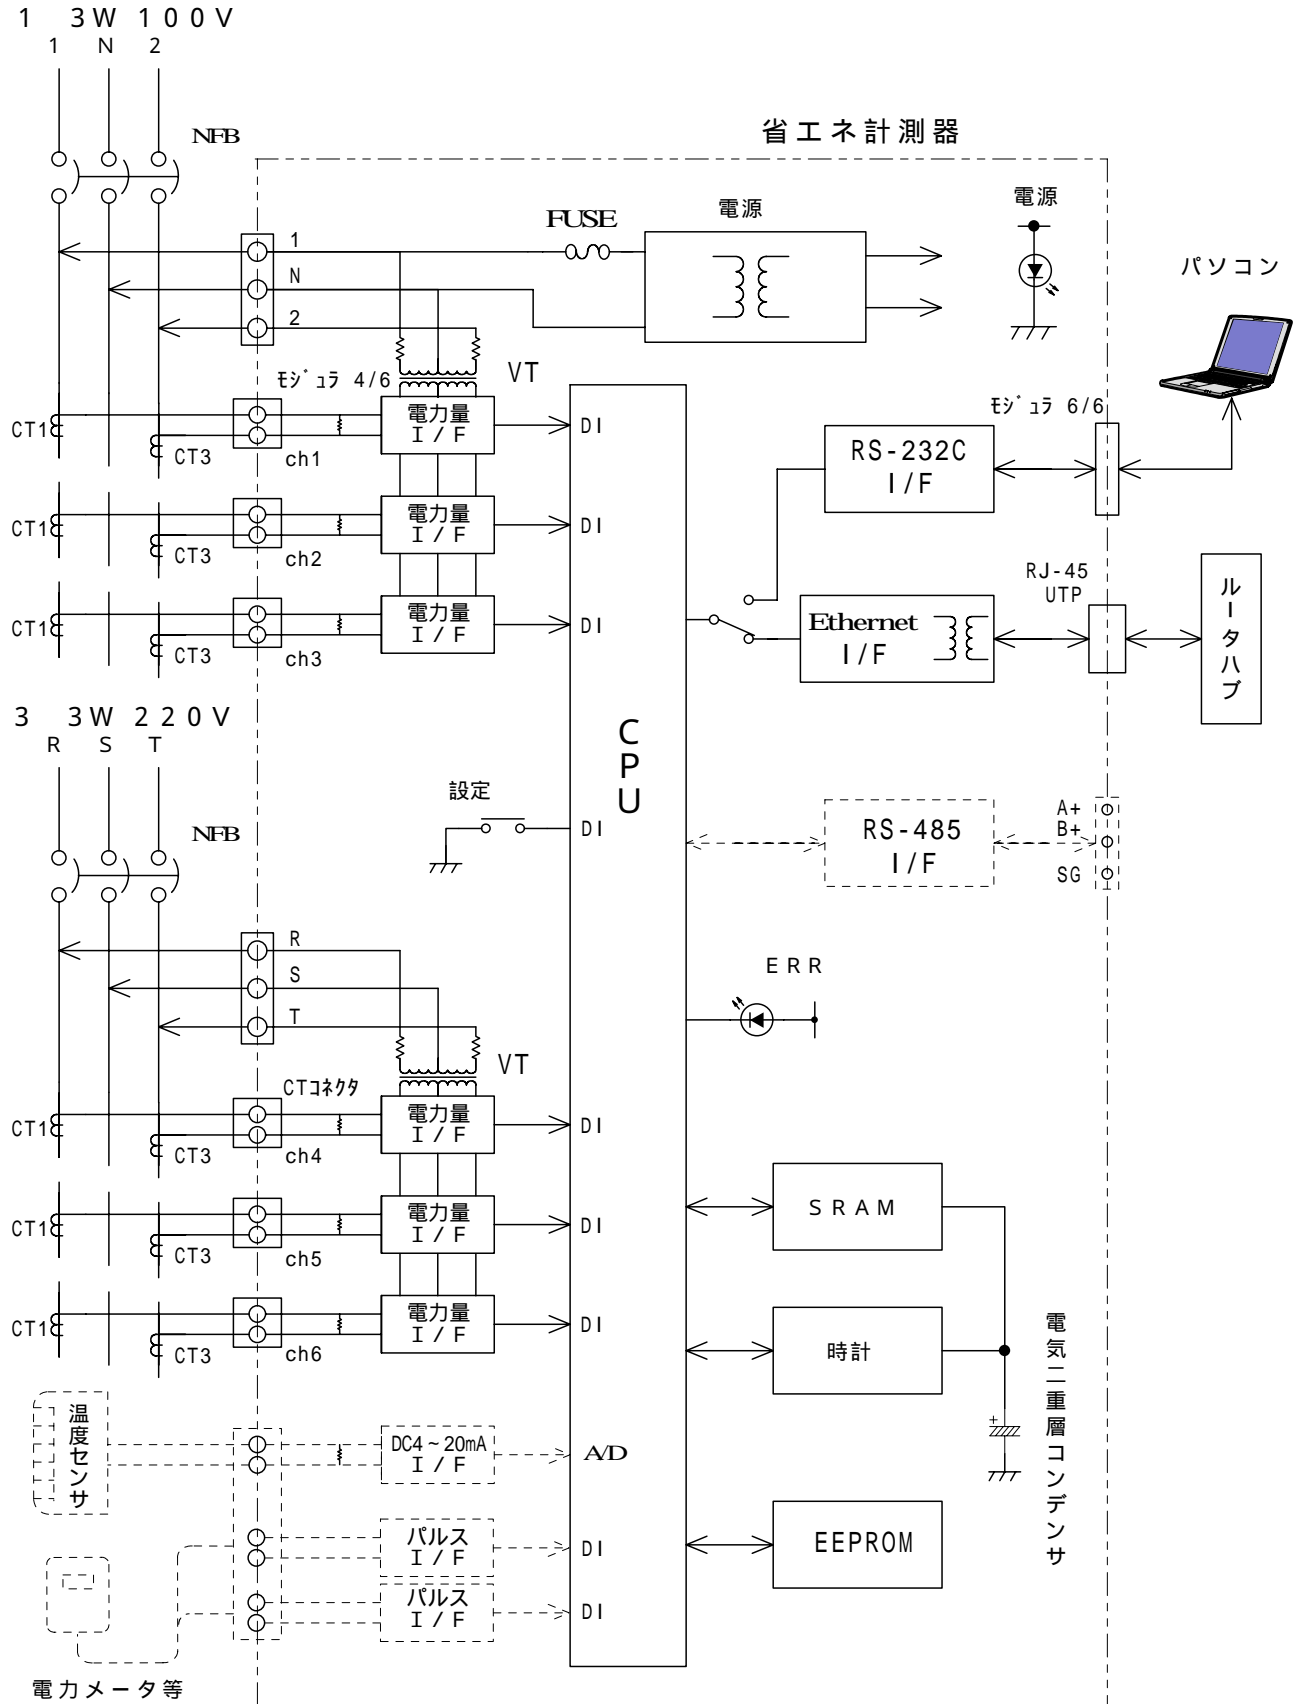 1 3W 100V
1 N 2
NFB
省エネ計測器
1
N
2
FUSE
電源
電源
パソコン
モジュラ 4/6
VT
CT1
CT3
ch1
電力量
I/F
DI
CT1
CT3
ch2
電力量
I/F
DI
CT1
CT3
ch3
電力量
I/F
DI
モジュラ 6/6
RS-232C
I/F
RJ-45
UTP
Ethernet
I/F
ルータハブ
CPU
3 3W 220V
R S T
NFB
設定
DI
RS-485
I/F
A+
B+
SG
R
S
T
ERR
VT
CTコネクタ
CT1
CT3
ch4
電力量
I/F
DI
CT1
CT3
ch5
電力量
I/F
DI
CT1
CT3
ch6
電力量
I/F
DI
SRAM
時計
電気二重層コンデンサ
+
EEPROM
温度センサ
DC4~20mA
I/F
A/D
パルス
I/F
DI
パルス
I/F
DI
電力メータ等